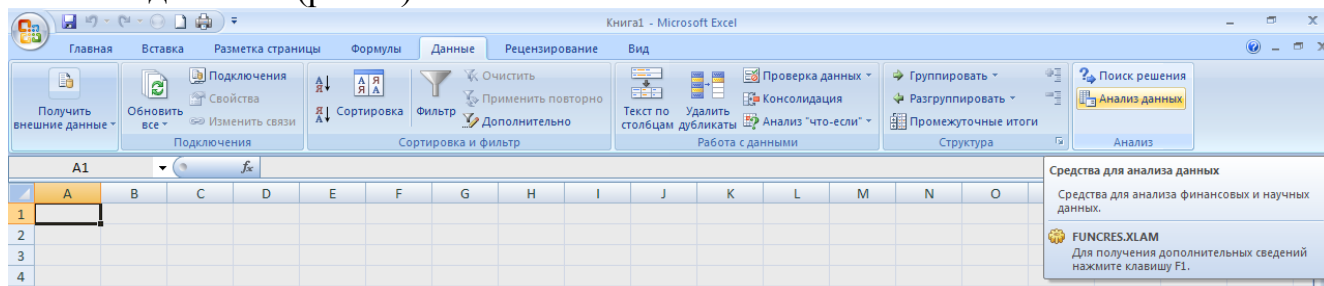 Книга1 - Microsoft Excel
Главная Вставка Разметка страницы Формулы Данные Рецензирование Вид
Получить внешние данные
Обновить все
Подключения
Свойства
Изменить связи
Подключения
Сортировка
Фильтр
Очистить
Применить повторно
Дополнительно
Сортировка и фильтр
Текст по столбцам
Удалить дубликаты
Проверка данных
Консолидация
Анализ "что-если"
Работа с данными
Группировать
Разгруппировать
Промежуточные итоги
Структура
Поиск решения
Анализ данных
Анализ
A1 fx
A B C D E F G H I J K L M N O
1
2
3
4
Средства для анализа данных
Средства для анализа финансовых и научных
данных.
FUNCRES.XLAM
Для получения дополнительных сведений
нажмите клавишу F1.